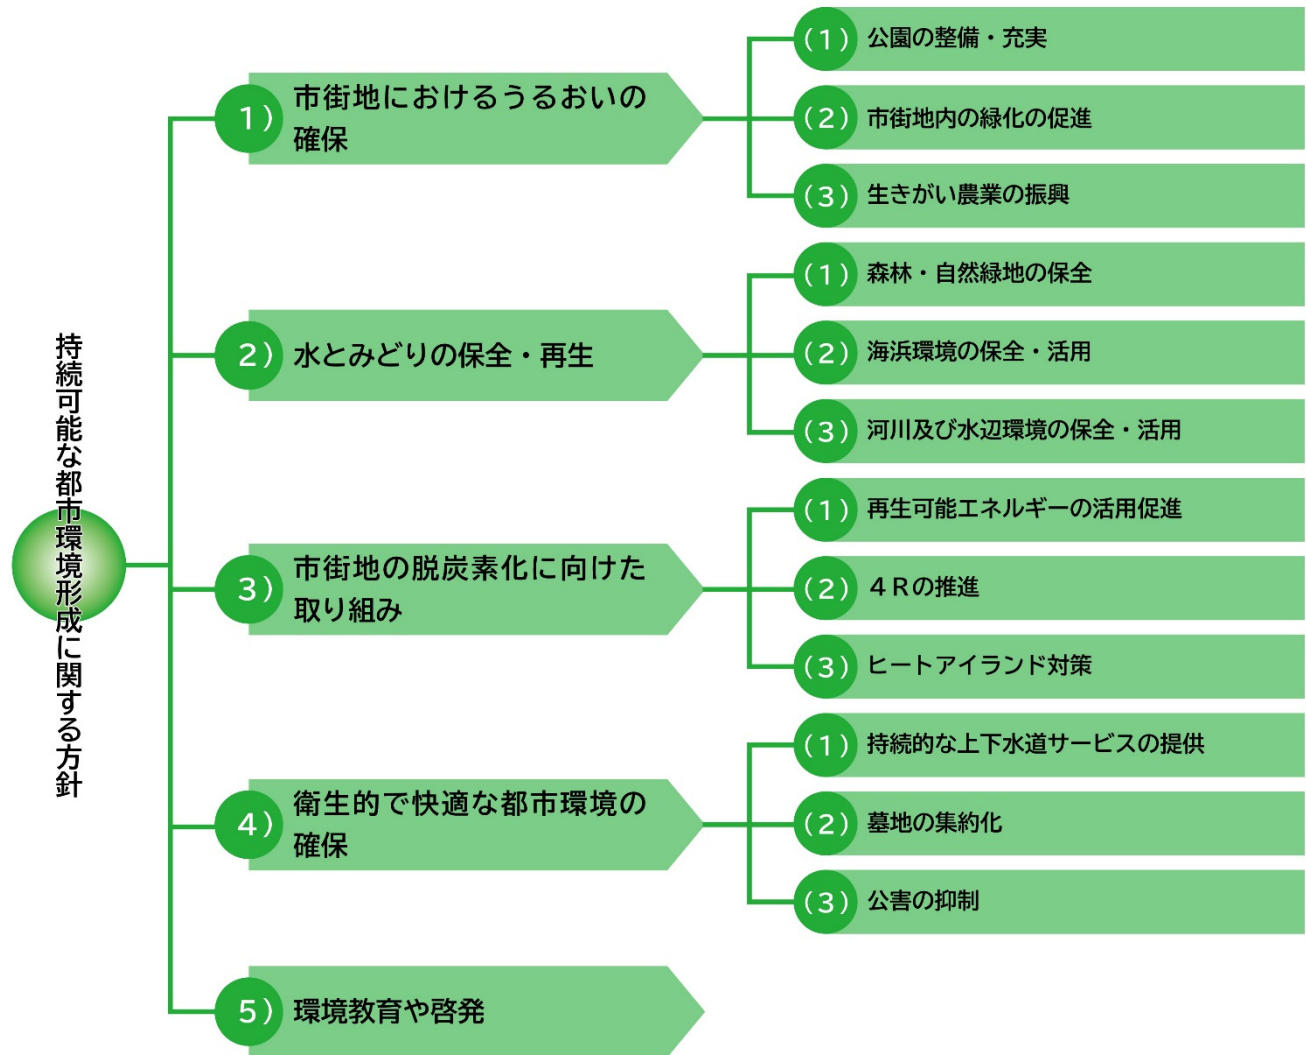 持続可能な都市環境形成に関する方針
1）
市街地におけるうるおいの
確保
（1）
公園の整備・充実
（2）
市街地内の緑化の促進
（3）
生きがい農業の振興
2）
水とみどりの保全・再生
（1）
森林・自然緑地の保全
（2）
海浜環境の保全・活用
（3）
河川及び水辺環境の保全・活用
3）
市街地の脱炭素化に向けた
取り組み
（1）
再生可能エネルギーの活用促進
（2）
４Ｒの推進
（3）
ヒートアイランド対策
4）
衛生的で快適な都市環境の
確保
（1）
持続的な上下水道サービスの提供
（2）
墓地の集約化
（3）
公害の抑制
5）
環境教育や啓発